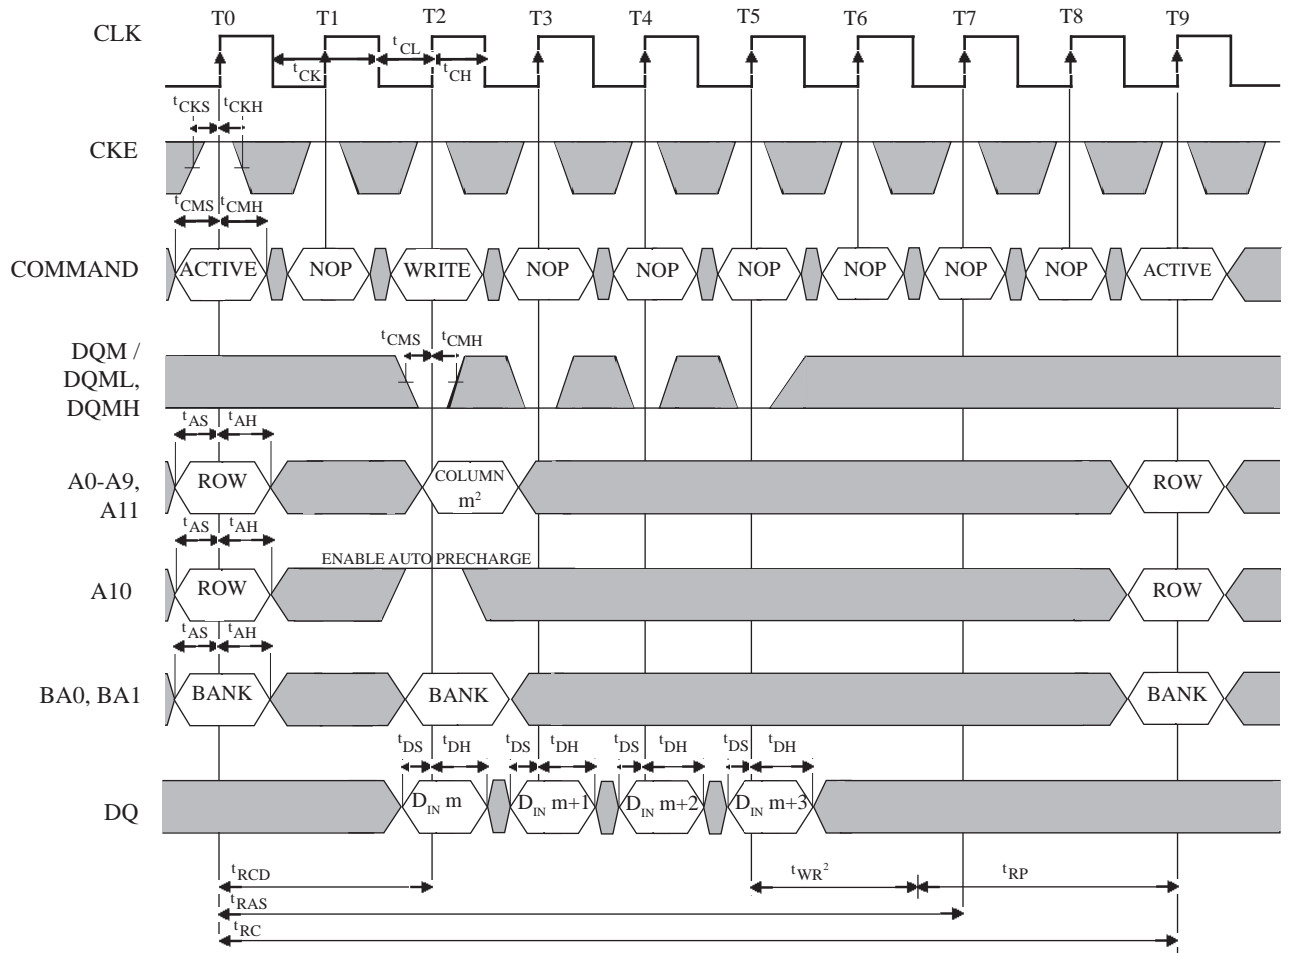 T0 T1 T2 T3 T4 T5 T6 T7 T8 T9
CLK
tCK tCL tCH
tCKS tCKH
CKE
tCMS tCMH
COMMAND ACTIVE NOP WRITE NOP NOP NOP NOP NOP NOP ACTIVE
tCMS tCMH
DQM /
DQML,
DQMH
tAS tAH
A0-A9,
A11
ROW COLUMN
m²
ROW
tAS tAH
ENABLE AUTO PRECHARGE
A10 ROW ROW
tAS tAH
BA0, BA1 BANK BANK BANK
tDS tDH tDS tDH tDS tDH tDS tDH
DQ DIN m DIN m+1 DIN m+2 DIN m+3
tRCD tWR² tRP
tRAS
tRC